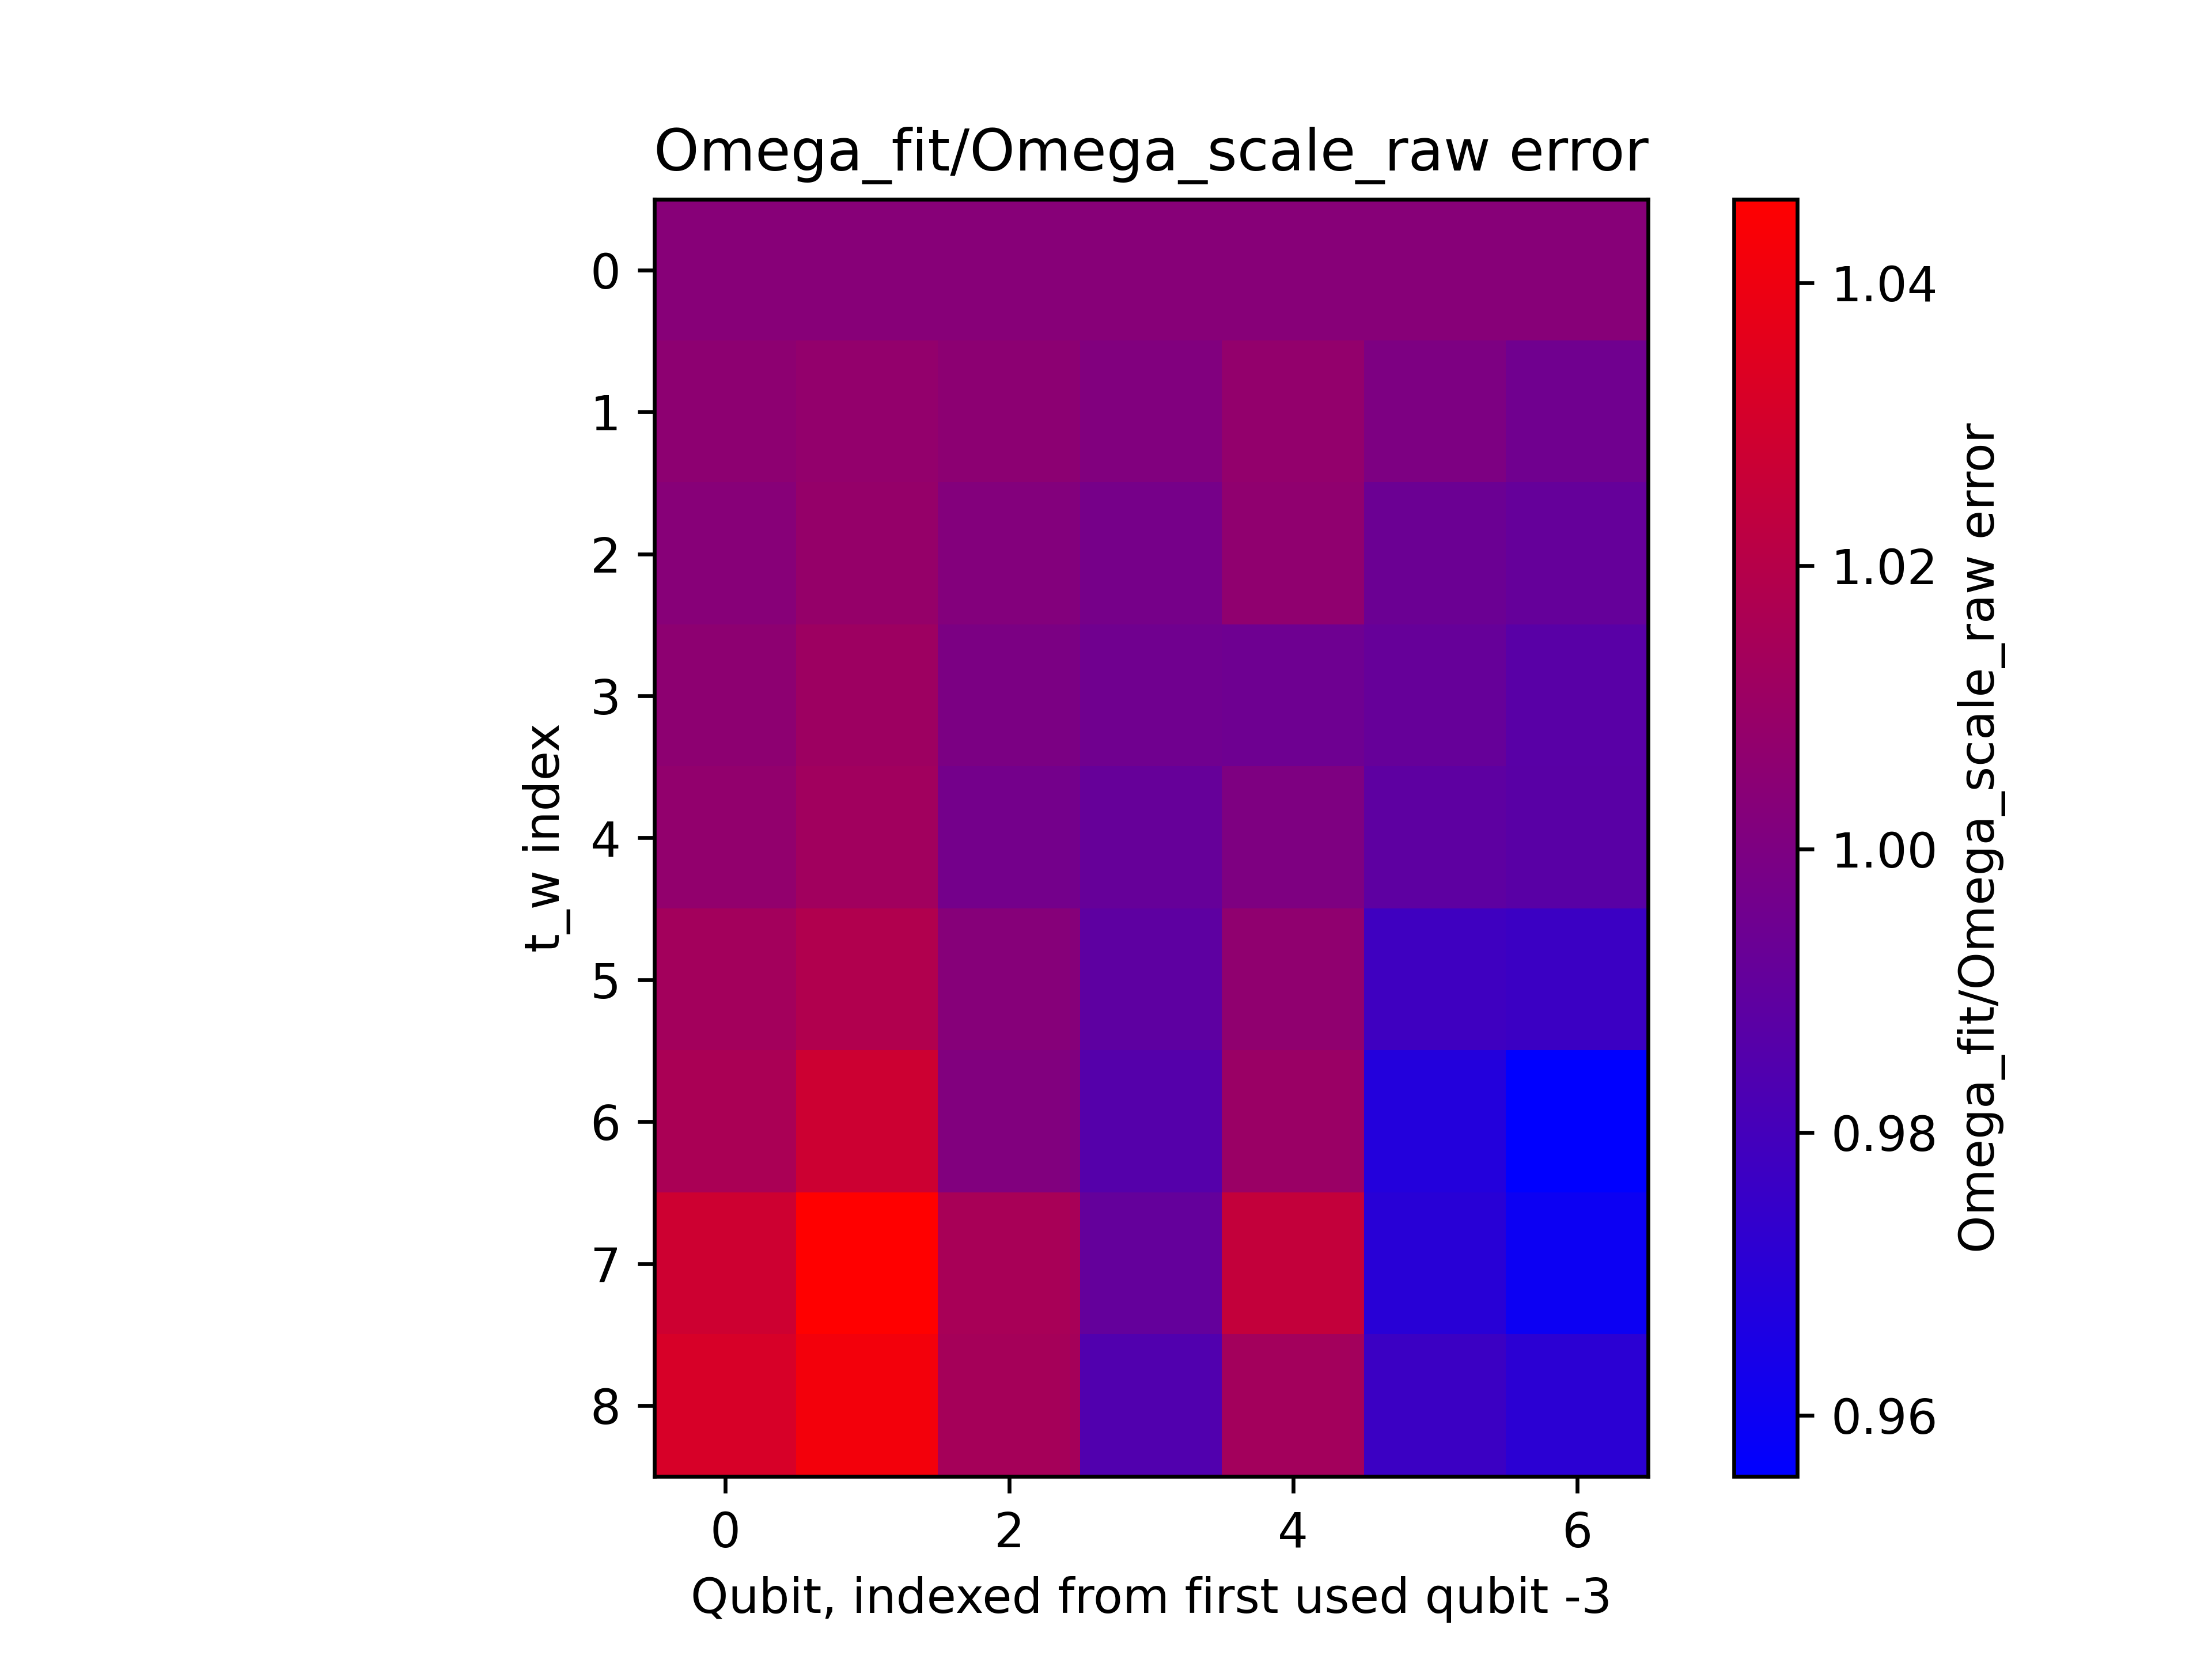 Omega_fit/Omega_scale_raw error
0
1
2
3
4
5
6
7
8
t_w index
0 2 4 6
Qubit, indexed from first used qubit -3
1.04
1.02
1.00
0.98
0.96
Omega_fit/Omega_scale_raw error